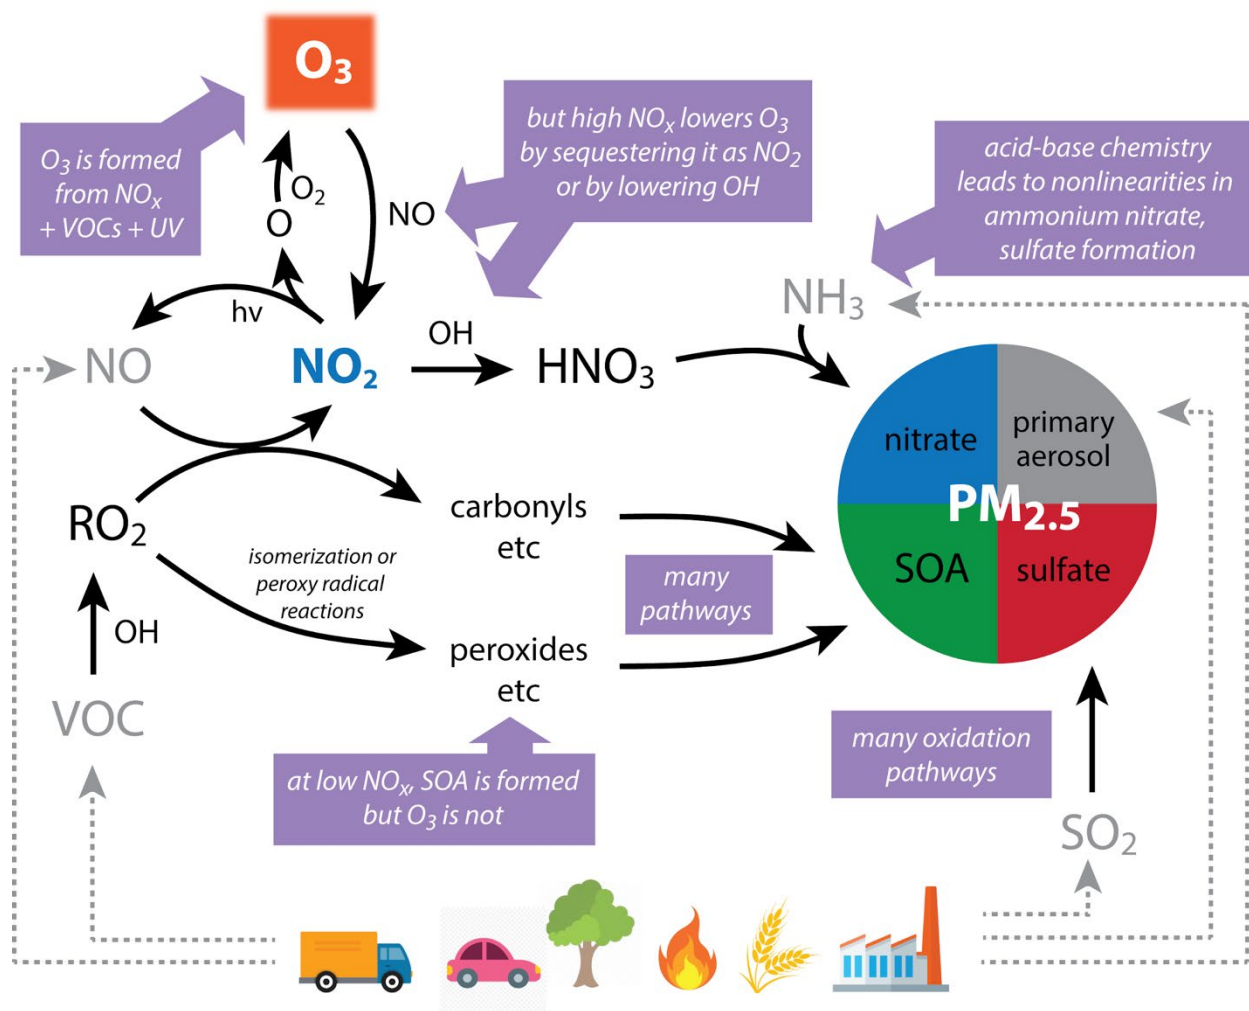 O₃
O₃ is formed
from NOₓ
+ VOCs + UV
O₂
O
NO
but high NOₓ lowers O₃
by sequestering it as NO₂
or by lowering OH
acid-base chemistry
leads to nonlinearities in
ammonium nitrate,
sulfate formation
hv
NH₃
OH
NO
NO₂
HNO₃
nitrate
primary
aerosol
PM₂.₅
SOA
sulfate
RO₂
carbonyls
etc
isomerization or
peroxy radical
reactions
many
pathways
OH
peroxides
etc
VOC
at low NOₓ, SOA is formed
but O₃ is not
many oxidation
pathways
SO₂